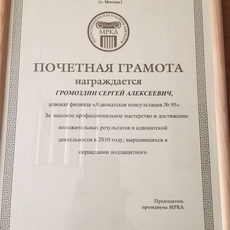 (г. Москва)
МРКА
ПОЧЕТНАЯ ГРАМОТА
награждается
ГРОМОЗДИН СЕРГЕЙ АЛЕКСЕЕВИЧ,
адвокат филиала «Адвокатская консультация № 95»
За высокое профессиональное мастерство и достижение
положительных результатов в адвокатской
деятельности в 2010 году, выразившихся в
оправдании подзащитного
Председатель
президиума МРКА